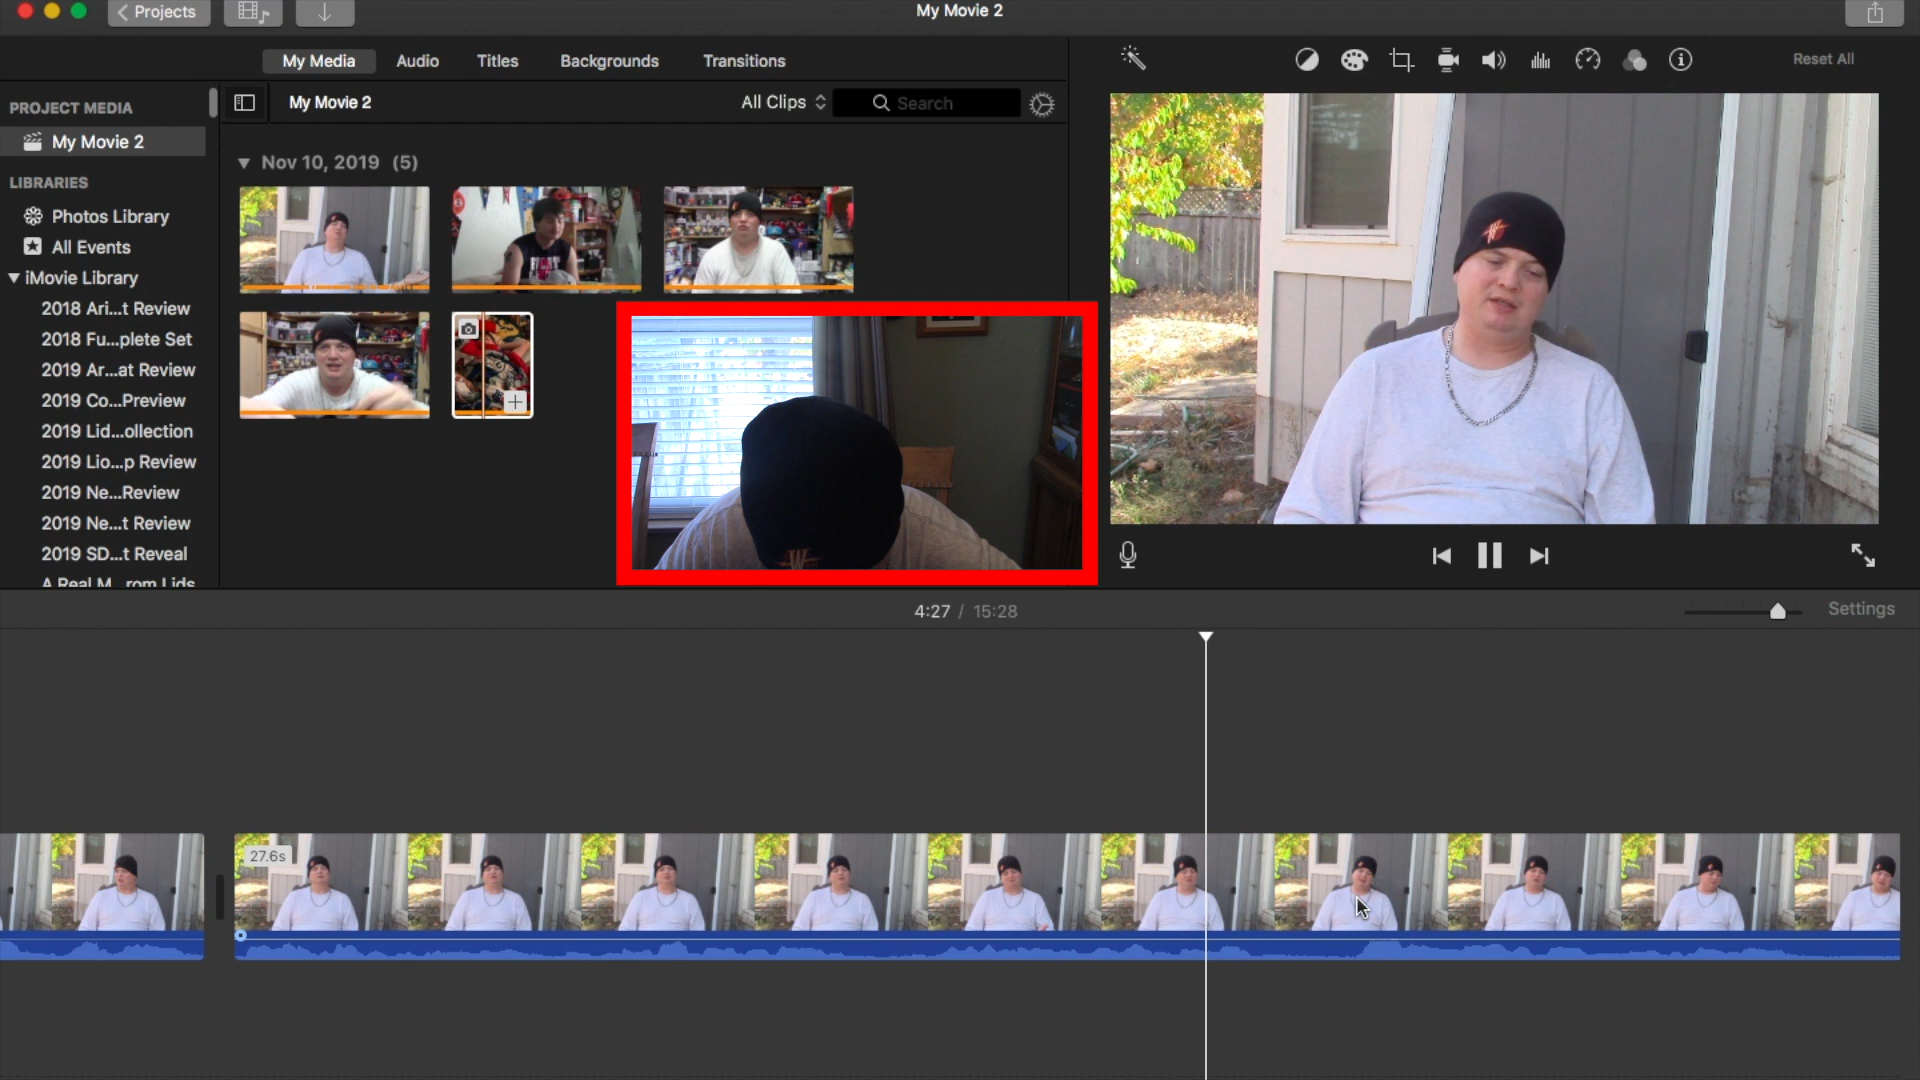 Projects
My Movie 2
My Media
Audio
Titles
Backgrounds
Transitions
Reset All
PROJECT MEDIA
My Movie 2
All Clips
Search
My Movie 2
LIBRARIES
Nov 10, 2019 (5)
Photos Library
All Events
iMovie Library
2018 Ari...t Review
2018 Fu...plete Set
2019 Ar...at Review
2019 Co...Preview
2019 Lid...ollection
2019 Lio...p Review
2019 Ne...Review
2019 Ne...t Review
2019 SD...t Reveal
A Real M...rom Lids
4:27 / 15:28
Settings
27.6s